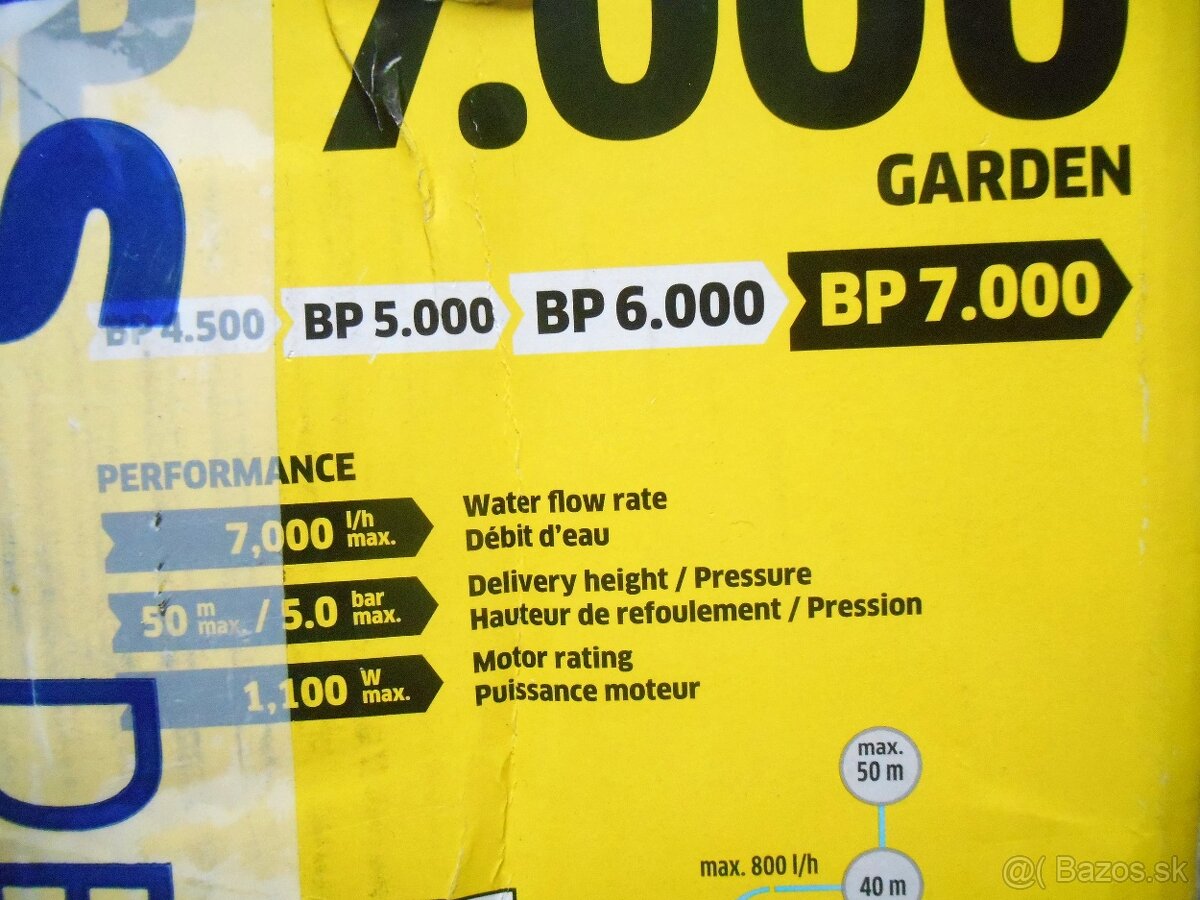 7.000
GARDEN
BP 4.500 BP 5.000 BP 6.000 BP 7.000
PERFORMANCE
7,000 l/h max.
Water flow rate
Débit d'eau
50 m max. / 5.0 bar max.
Delivery height / Pressure
Hauteur de refoulement / Pression
1,100 W max.
Motor rating
Puissance moteur
max. 50 m
max. 800 l/h
40 m
@( Bazos.sk